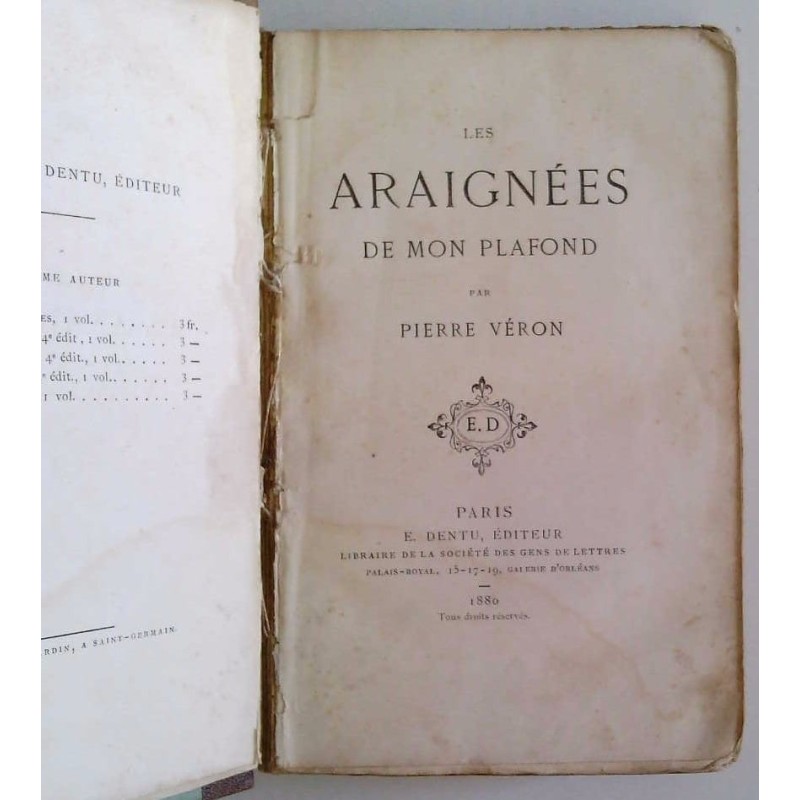 DENTU, ÉDITEUR
ME AUTEUR
es, 1 vol. . . . . . . . 3 fr.
4e édit, 1 vol. . . . . . 3 —
4e édit., 1 vol. . . . . 3 —
e édit., 1 vol. . . . . . 3 —
1 vol. . . . . . . . . . . 3 —
RDIN, A SAINT-GERMAIN.
LES
ARAIGNÉES
DE MON PLAFOND
PAR
PIERRE VÉRON
E. D
PARIS
E. DENTU, ÉDITEUR
LIBRAIRE DE LA SOCIÉTÉ DES GENS DE LETTRES
PALAIS-ROYAL, 15-17-19, GALERIE D'ORLÉANS
—
1880
Tous droits réservés.